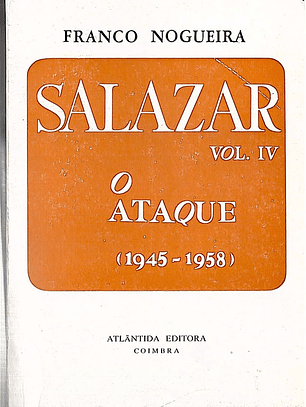 FRANCO NOGUEIRA
SALAZAR
VOL. IV
O
ATAQUE
(1945-1958)
ATLÂNTIDA EDITORA
COIMBRA